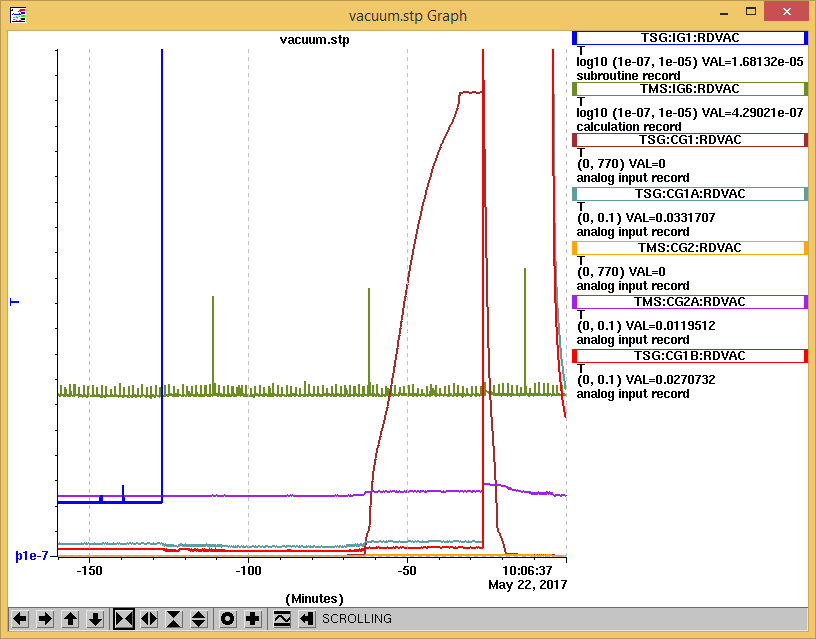 vacuum.stp Graph
vacuum.stp
T
þ1e-7
-150
-100
-50
10:06:37
May 22, 2017
(Minutes)
TSG:IG1:RDVAC
T
log10 (1e-07, 1e-05) VAL=1.68132e-05
subroutine record
TMS:IG6:RDVAC
T
log10 (1e-07, 1e-05) VAL=4.29021e-07
calculation record
TSG:CG1:RDVAC
T
(0, 770) VAL=0
analog input record
TSG:CG1A:RDVAC
T
(0, 0.1) VAL=0.0331707
analog input record
TMS:CG2:RDVAC
T
(0, 770) VAL=0
analog input record
TMS:CG2A:RDVAC
T
(0, 0.1) VAL=0.0119512
analog input record
TSG:CG1B:RDVAC
T
(0, 0.1) VAL=0.0270732
analog input record
SCROLLING